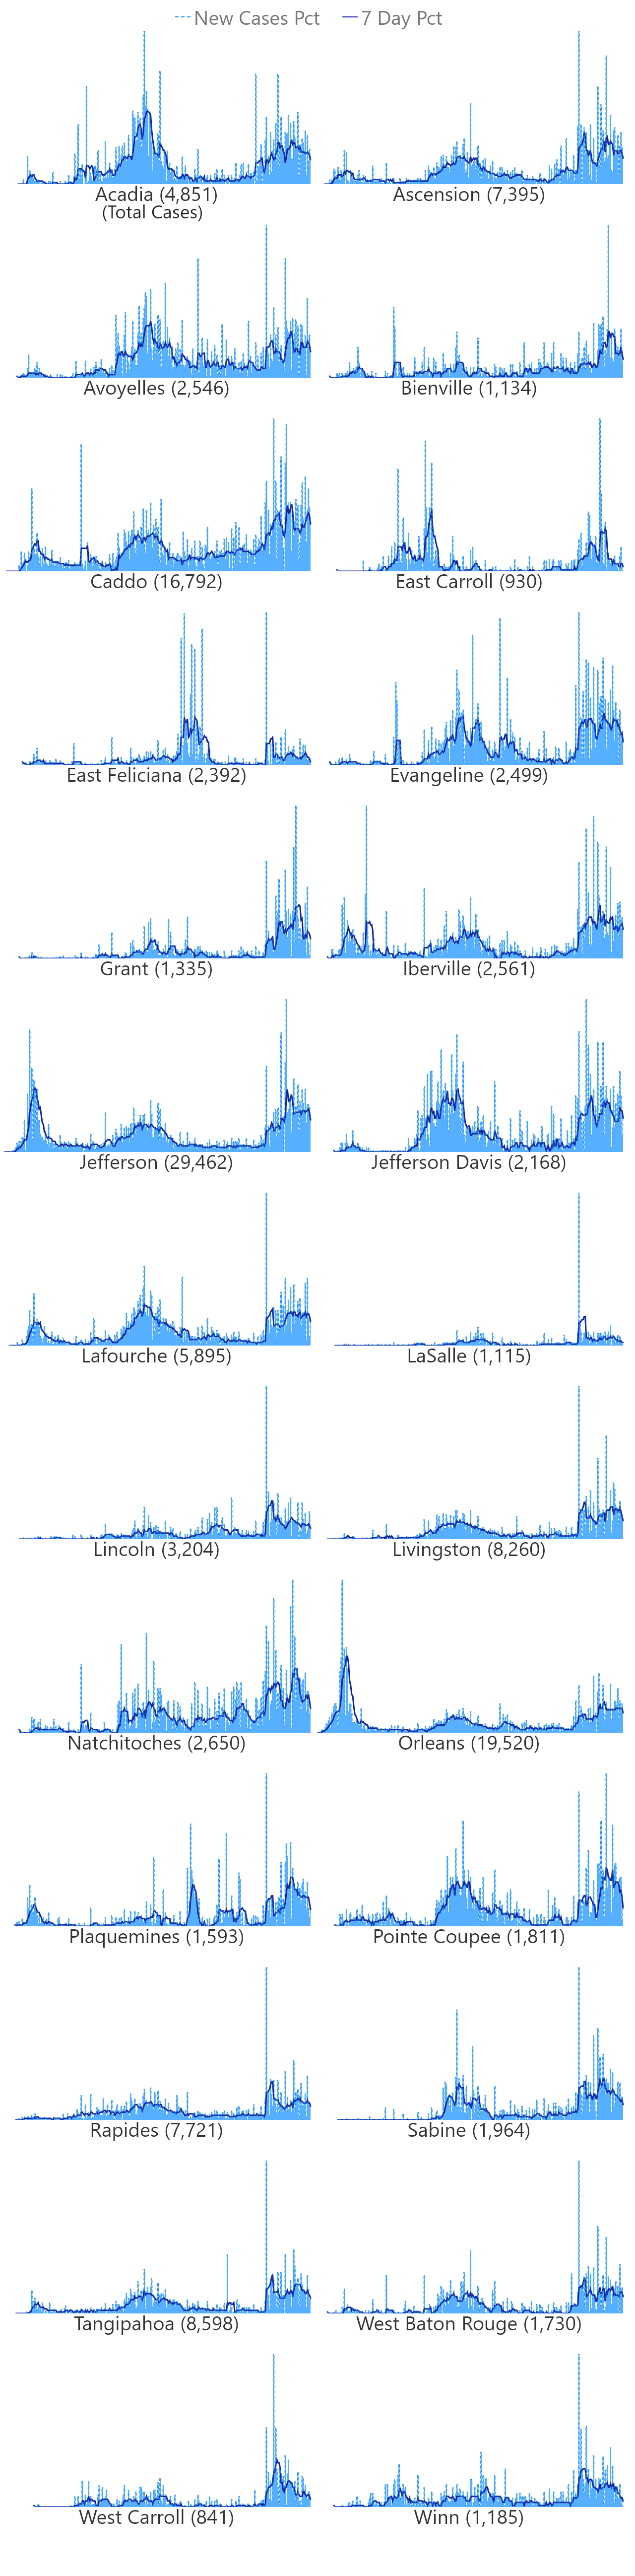 New Cases Pct 7 Day Pct
Acadia (4,851) Ascension (7,395)
(Total Cases)
Avoyelles (2,546) Bienville (1,134)
Caddo (16,792) East Carroll (930)
East Feliciana (2,392) Evangeline (2,499)
Grant (1,335) Iberville (2,561)
Jefferson (29,462) Jefferson Davis (2,168)
Lafourche (5,895) LaSalle (1,115)
Lincoln (3,204) Livingston (8,260)
Natchitoches (2,650) Orleans (19,520)
Plaquemines (1,593) Pointe Coupee (1,811)
Rapides (7,721) Sabine (1,964)
Tangipahoa (8,598) West Baton Rouge (1,730)
West Carroll (841) Winn (1,185)